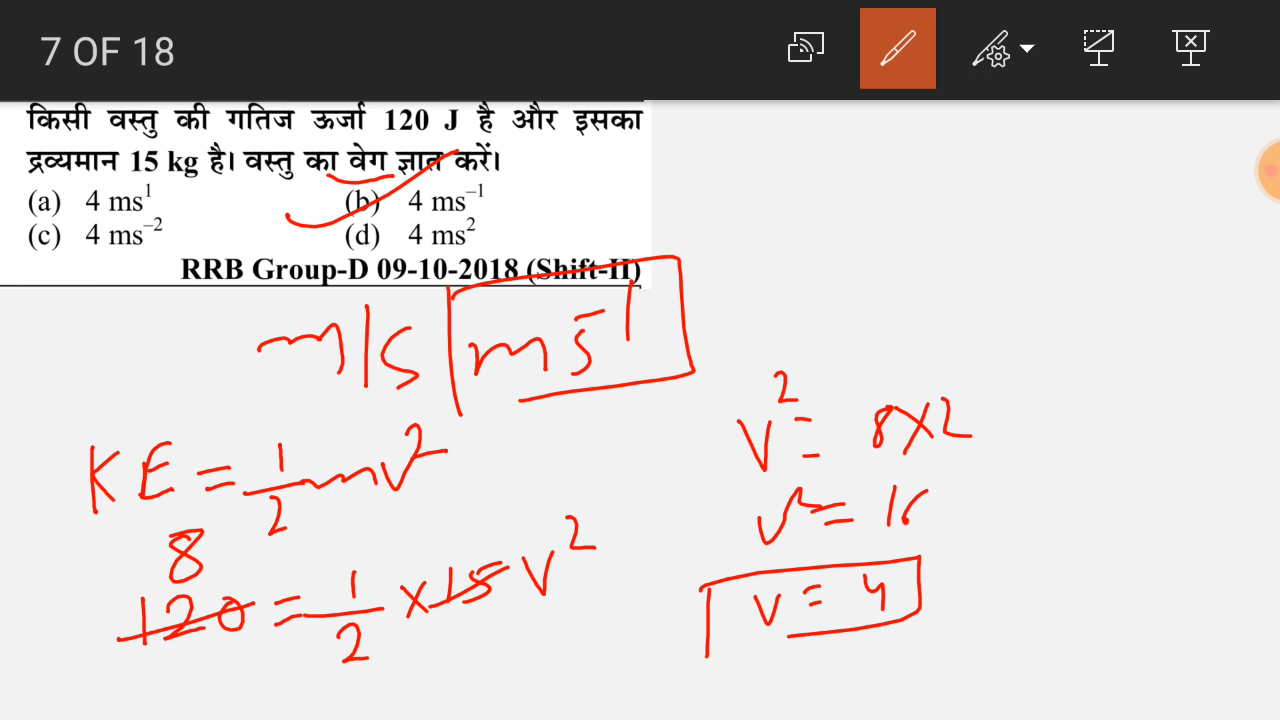 7 OF 18
किसी वस्तु की गतिज ऊर्जा 120 J है और इसका
द्रव्यमान 15 kg है। वस्तु का वेग ज्ञात करें।
(a) 4 ms¹ (b) 4 ms⁻¹
(c) 4 ms⁻² (d) 4 ms²
RRB Group-D 09-10-2018 (Shift-II)
m/s ms⁻¹
KE = 1/2 mv²
8
120 = 1/2 × 15 v²
v² = 8×2
v² = 16
v = 4